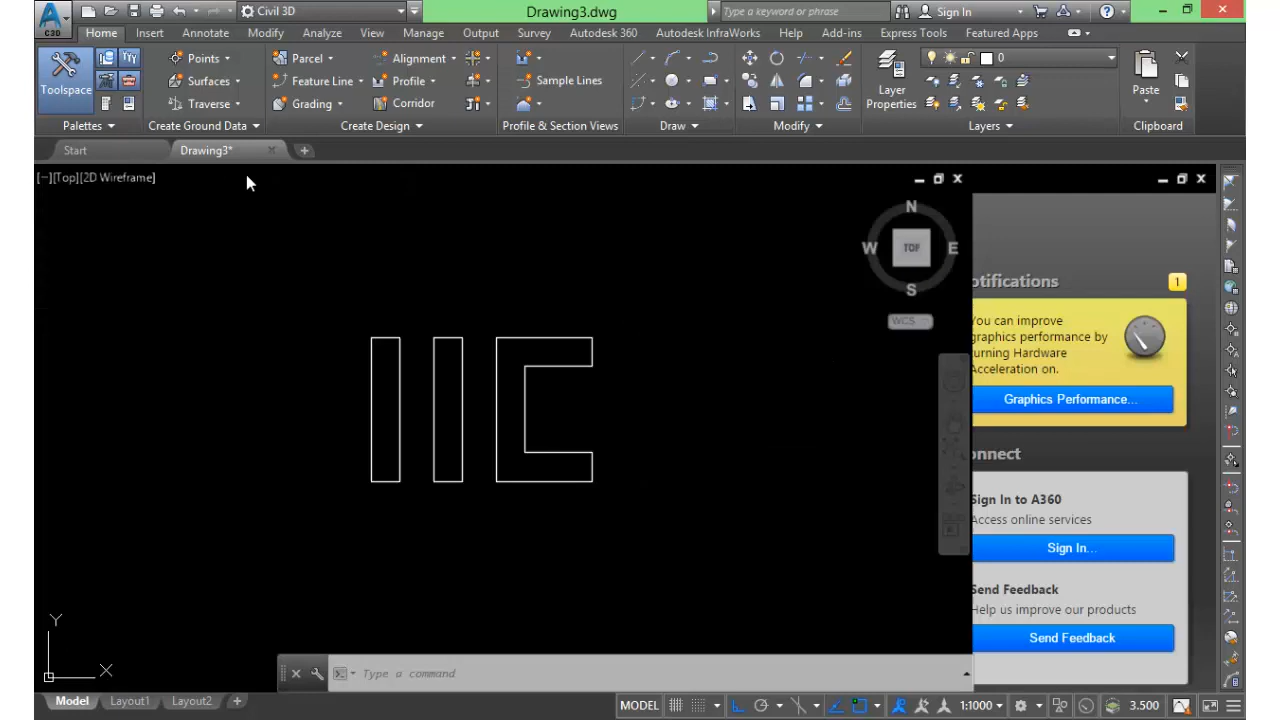 C3D
Civil 3D
Drawing3.dwg
Type a keyword or phrase
Sign In
Home Insert Annotate Modify Analyze View Manage Output Survey Autodesk 360 Autodesk InfraWorks Help Add-ins Express Tools Featured Apps
Points Parcel Alignment 0
Surfaces Feature Line Profile Sample Lines
Toolspace Layer Properties Paste
Traverse Grading Corridor
Palettes Create Ground Data Create Design Profile & Section Views Draw Modify Layers Clipboard
Start Drawing3*
[−][Top][2D Wireframe]
N
W TOP E
S
WCS
otifications 1
You can improve
graphics performance by
turning Hardware
Acceleration on.
Graphics Performance...
IIC
onnect
Sign In to A360
Access online services
Sign In...
Send Feedback
Help us improve our products
Send Feedback
Y
X
Type a command
Model Layout1 Layout2 + MODEL 1:1000 3.500